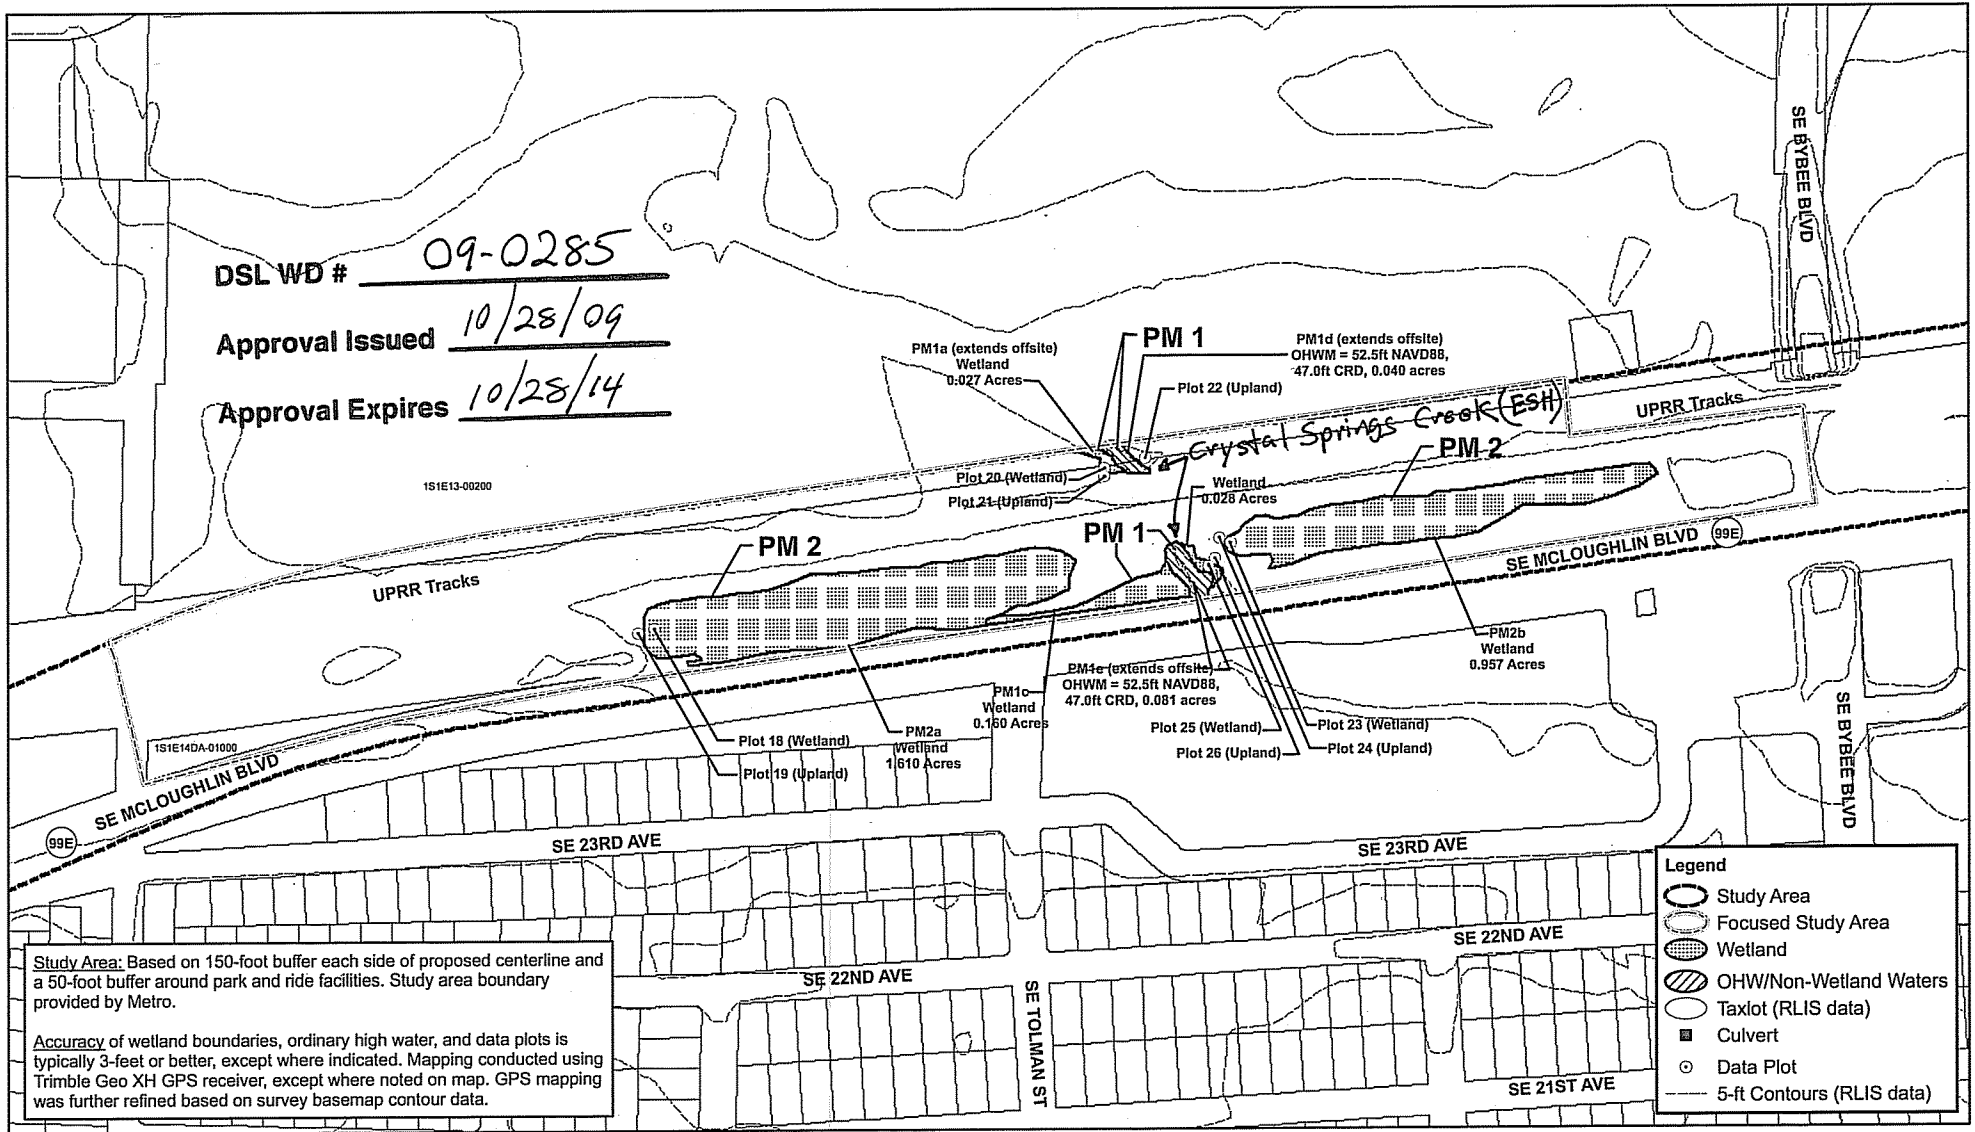 SE BYBEE BLVD
DSL WD # 09-0285
Approval Issued 10/28/09
Approval Expires 10/28/14
PM 1
PM1a (extends offsite)
Wetland
0.027 Acres
PM1d (extends offsite)
OHWM = 52.5ft NAVD88,
47.0ft CRD, 0.040 acres
Plot 22 (Upland)
Crystal Springs Creek (ESH)
UPRR Tracks
PM 2
1S1E13-00200
Plot 20 (Wetland)
Plot 21 (Upland)
Wetland
0.028 Acres
PM 1
PM 2
99E
SE MCLOUGHLIN BLVD
UPRR Tracks
PM2b
Wetland
0.957 Acres
PM1e (extends offsite)
OHWM = 52.5ft NAVD88,
47.0ft CRD, 0.081 acres
PM1c
Wetland
0.160 Acres
Plot 25 (Wetland)
Plot 26 (Upland)
Plot 23 (Wetland)
Plot 24 (Upland)
Plot 18 (Wetland)
Plot 19 (Upland)
PM2a
Wetland
1.610 Acres
1S1E14DA-01000
SE MCLOUGHLIN BLVD
99E
SE BYBEE BLVD
SE 23RD AVE
SE 23RD AVE
SE 22ND AVE
SE 22ND AVE
SE TOLMAN ST
SE 21ST AVE
Study Area: Based on 150-foot buffer each side of proposed centerline and
a 50-foot buffer around park and ride facilities. Study area boundary
provided by Metro.
Accuracy of wetland boundaries, ordinary high water, and data plots is
typically 3-feet or better, except where indicated. Mapping conducted using
Trimble Geo XH GPS receiver, except where noted on map. GPS mapping
was further refined based on survey basemap contour data.
Legend
Study Area
Focused Study Area
Wetland
OHW/Non-Wetland Waters
Taxlot (RLIS data)
Culvert
Data Plot
5-ft Contours (RLIS data)